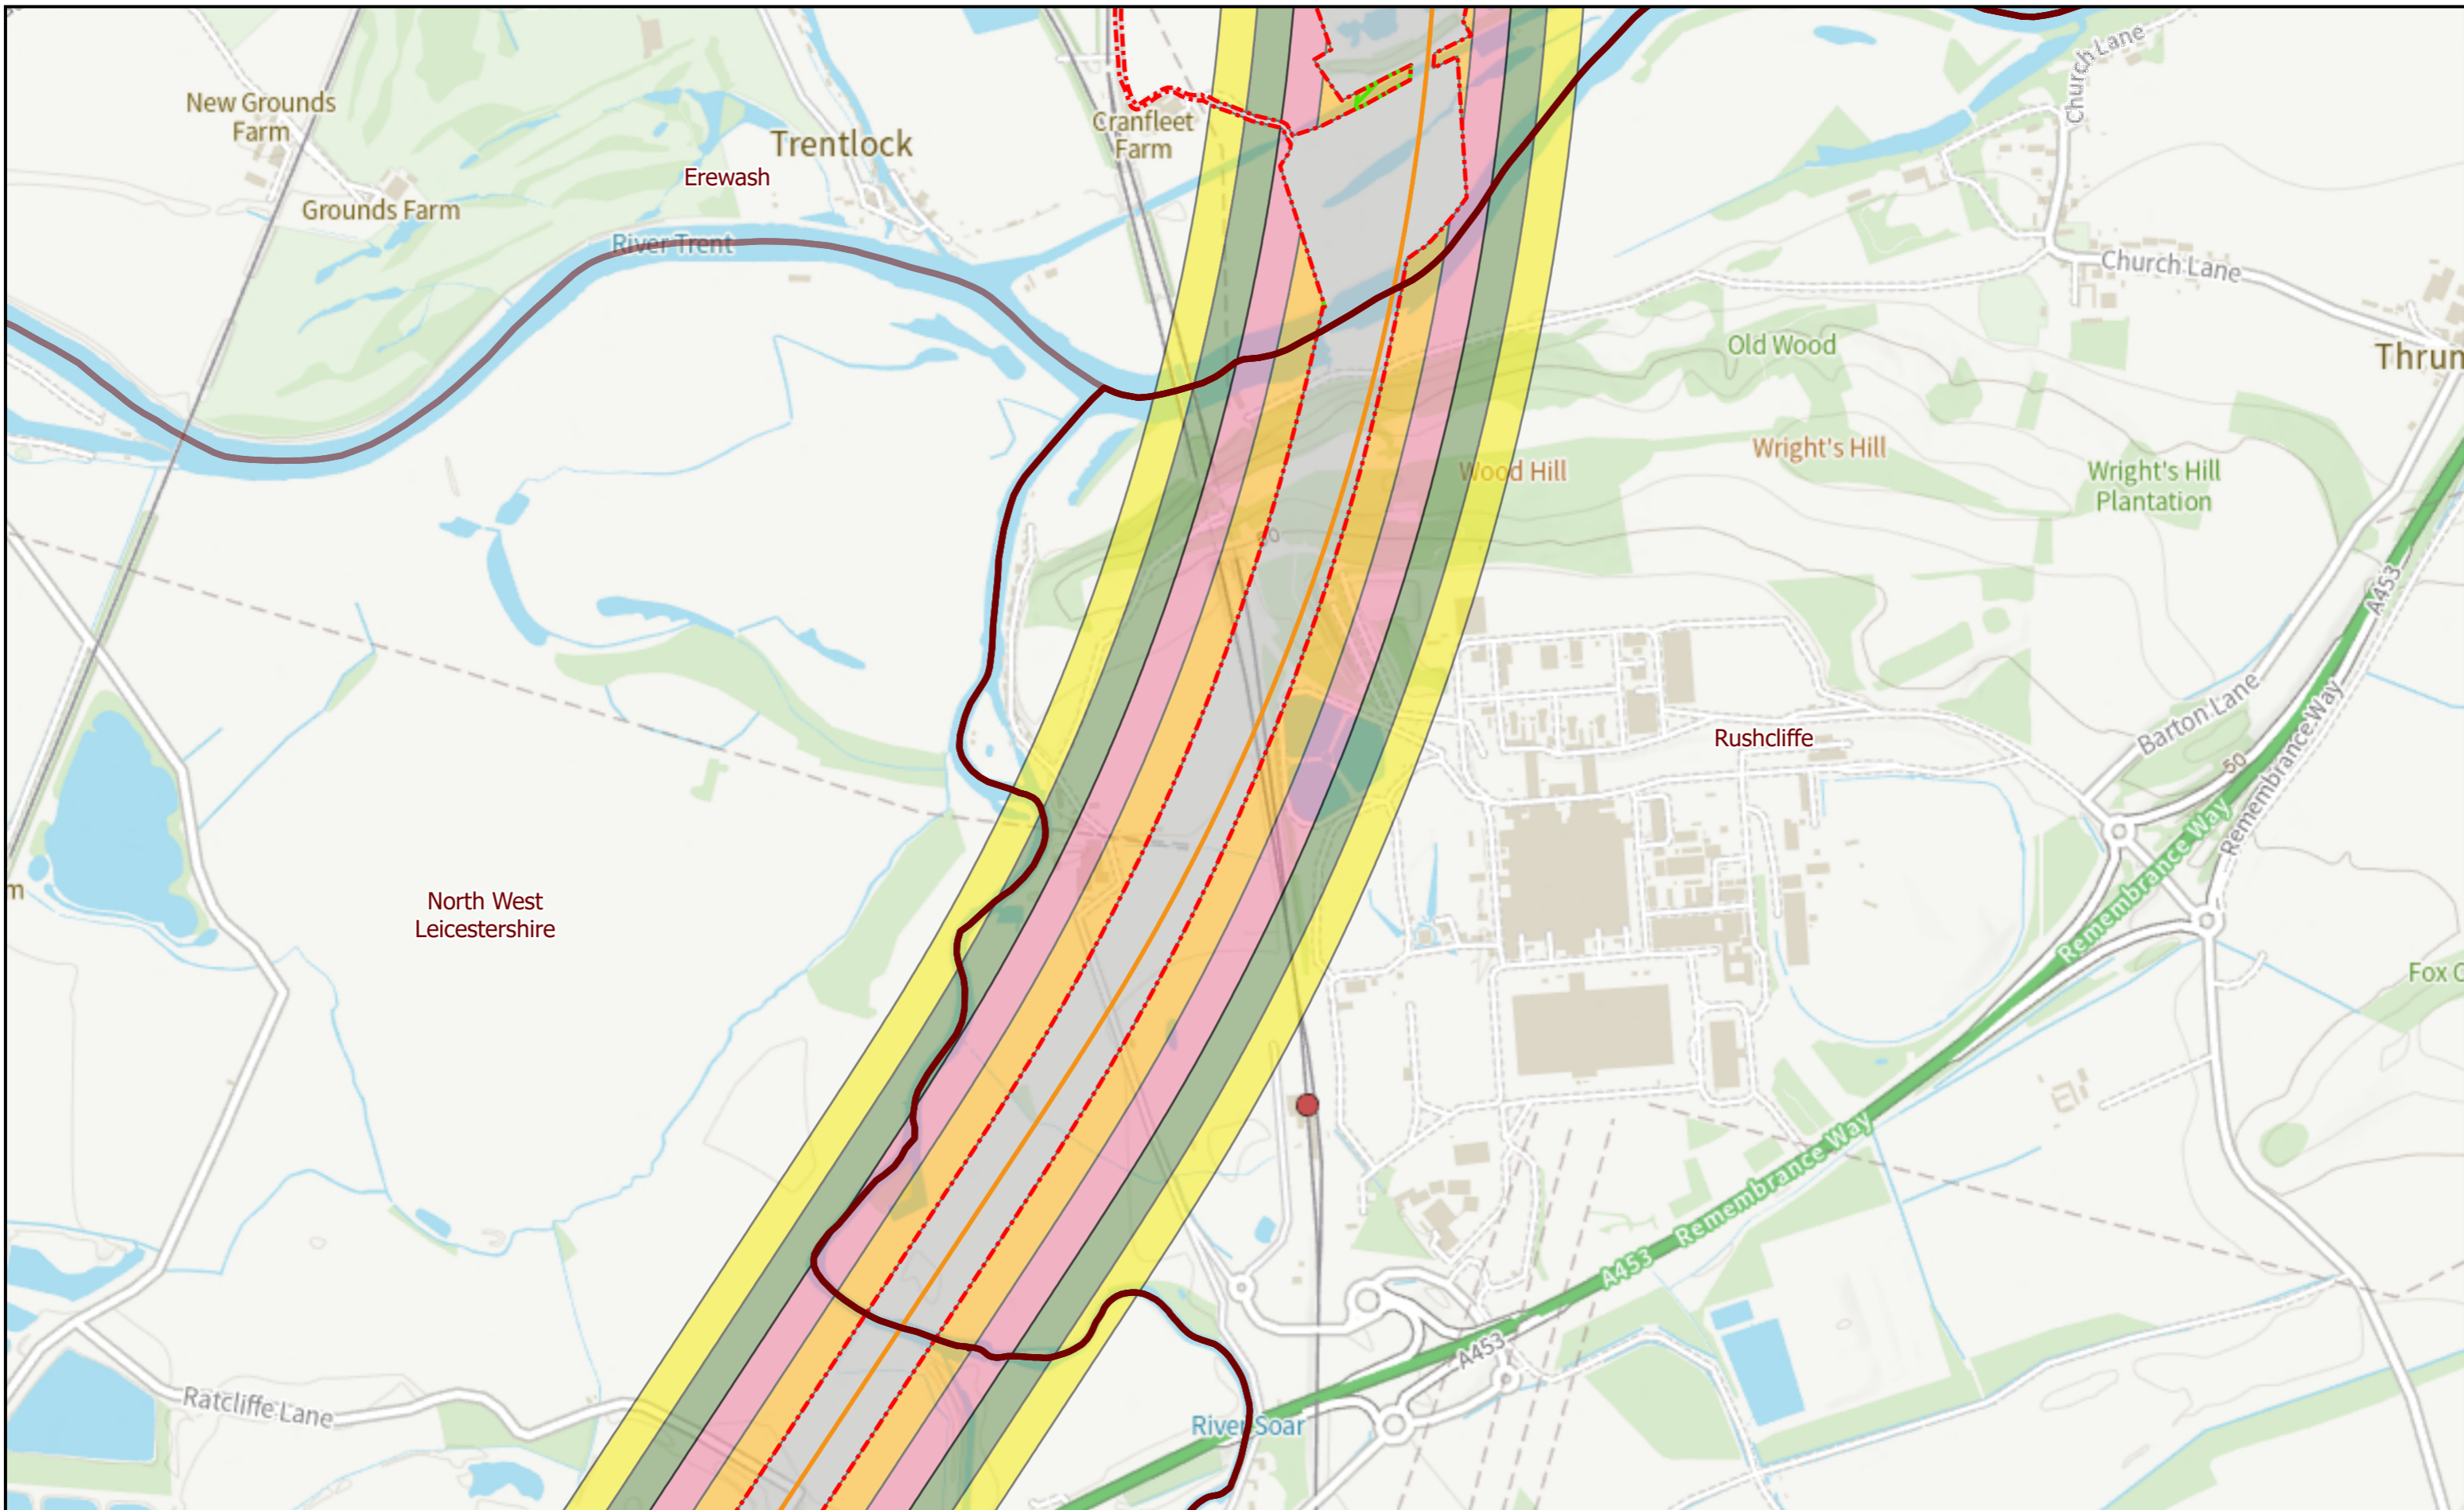 Church Lane
New Grounds
Farm
Cranfleet
Farm
Trentlock
Erewash
Grounds Farm
River Trent
Church Lane
Old Wood
Thrum
Wright's Hill
Wood Hill
Wright's Hill
Plantation
A453
Barton Lane
Rushcliffe
50
Remembrance Way
Remembrance Way
m
North West
Leicestershire
Fox C
Remembrance Way
A453
A453
Ratcliffe Lane
River Soar